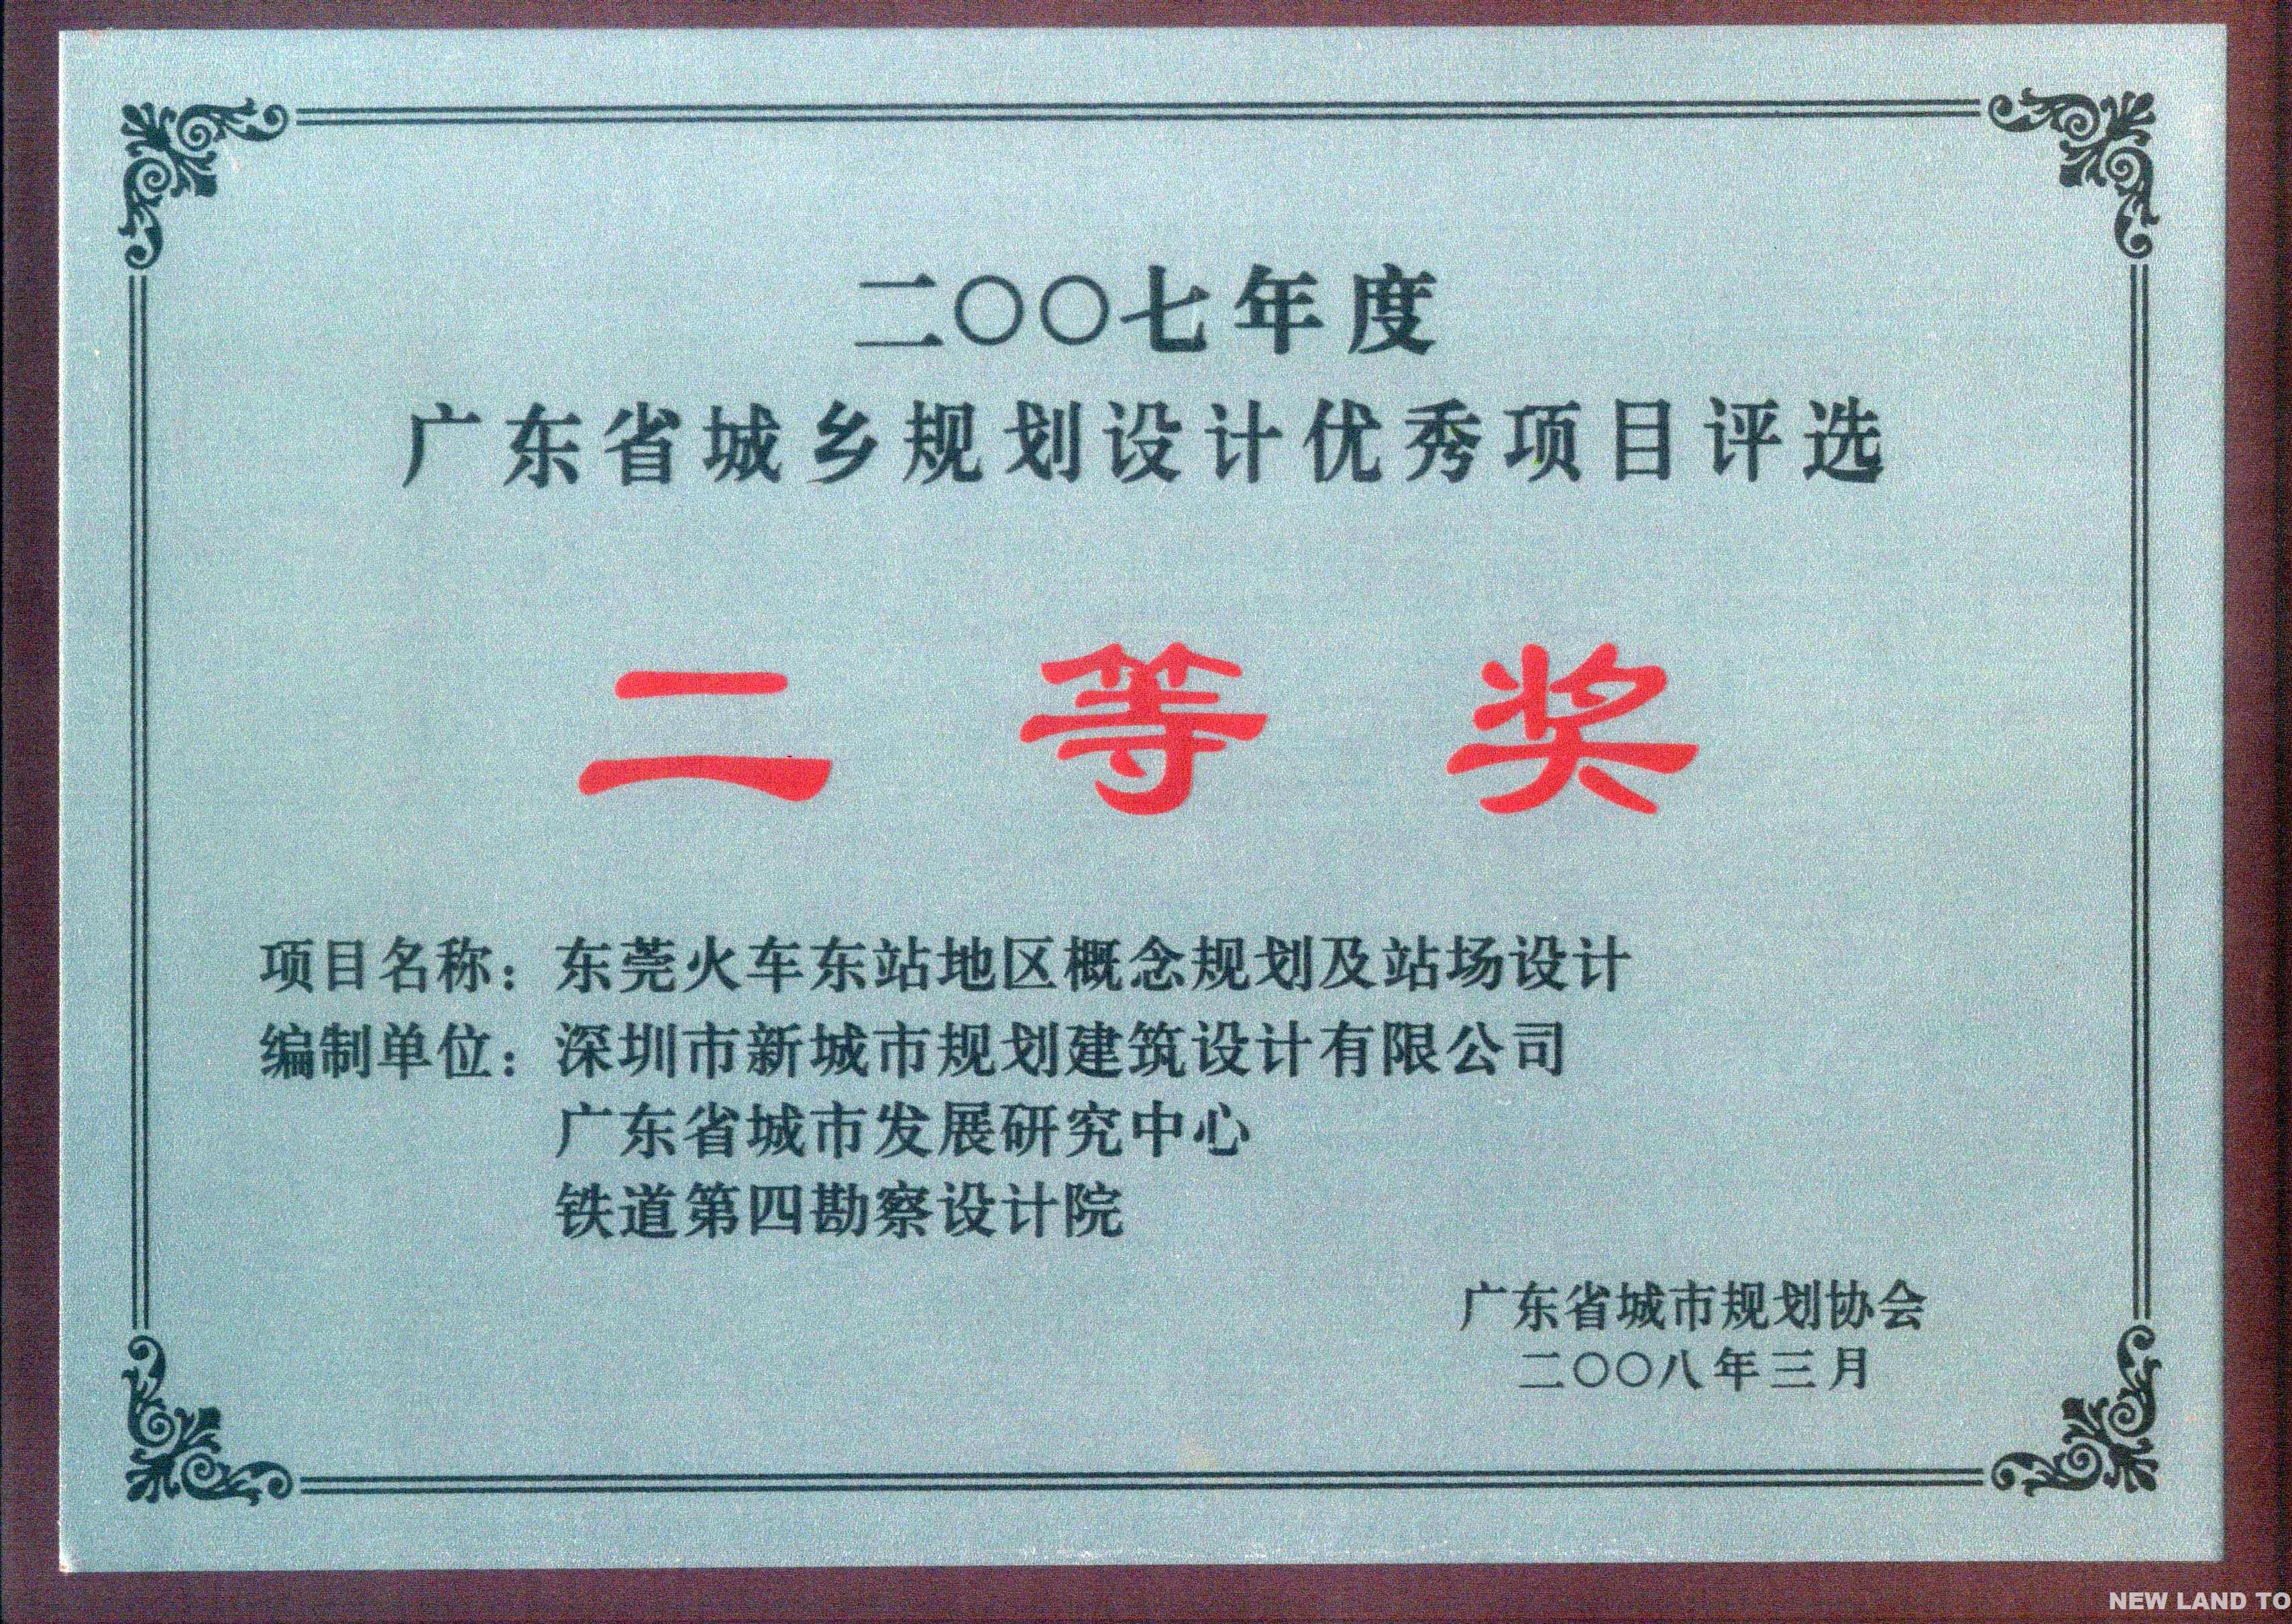 二〇〇七年度
广东省城乡规划设计优秀项目评选
二等奖
项目名称：东莞火车东站地区概念规划及站场设计
编制单位：深圳市新城市规划建筑设计有限公司
广东省城市发展研究中心
铁道第四勘察设计院
广东省城市规划协会
二〇〇八年三月
NEW LAND TO